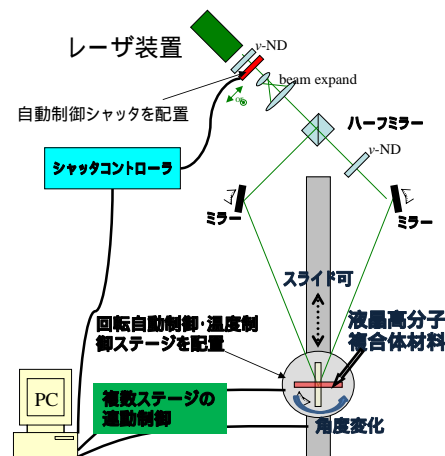 レーザ装置
ν-ND
beam expand
自動制御シャッタを配置
ハーフミラー
シャッタコントローラ
ν-ND
ミラー
ミラー
スライド可
回転自動制御・温度制
御ステージを配置
液晶高分子
複合体材料
PC
複数ステージの
連動制御
角度変化